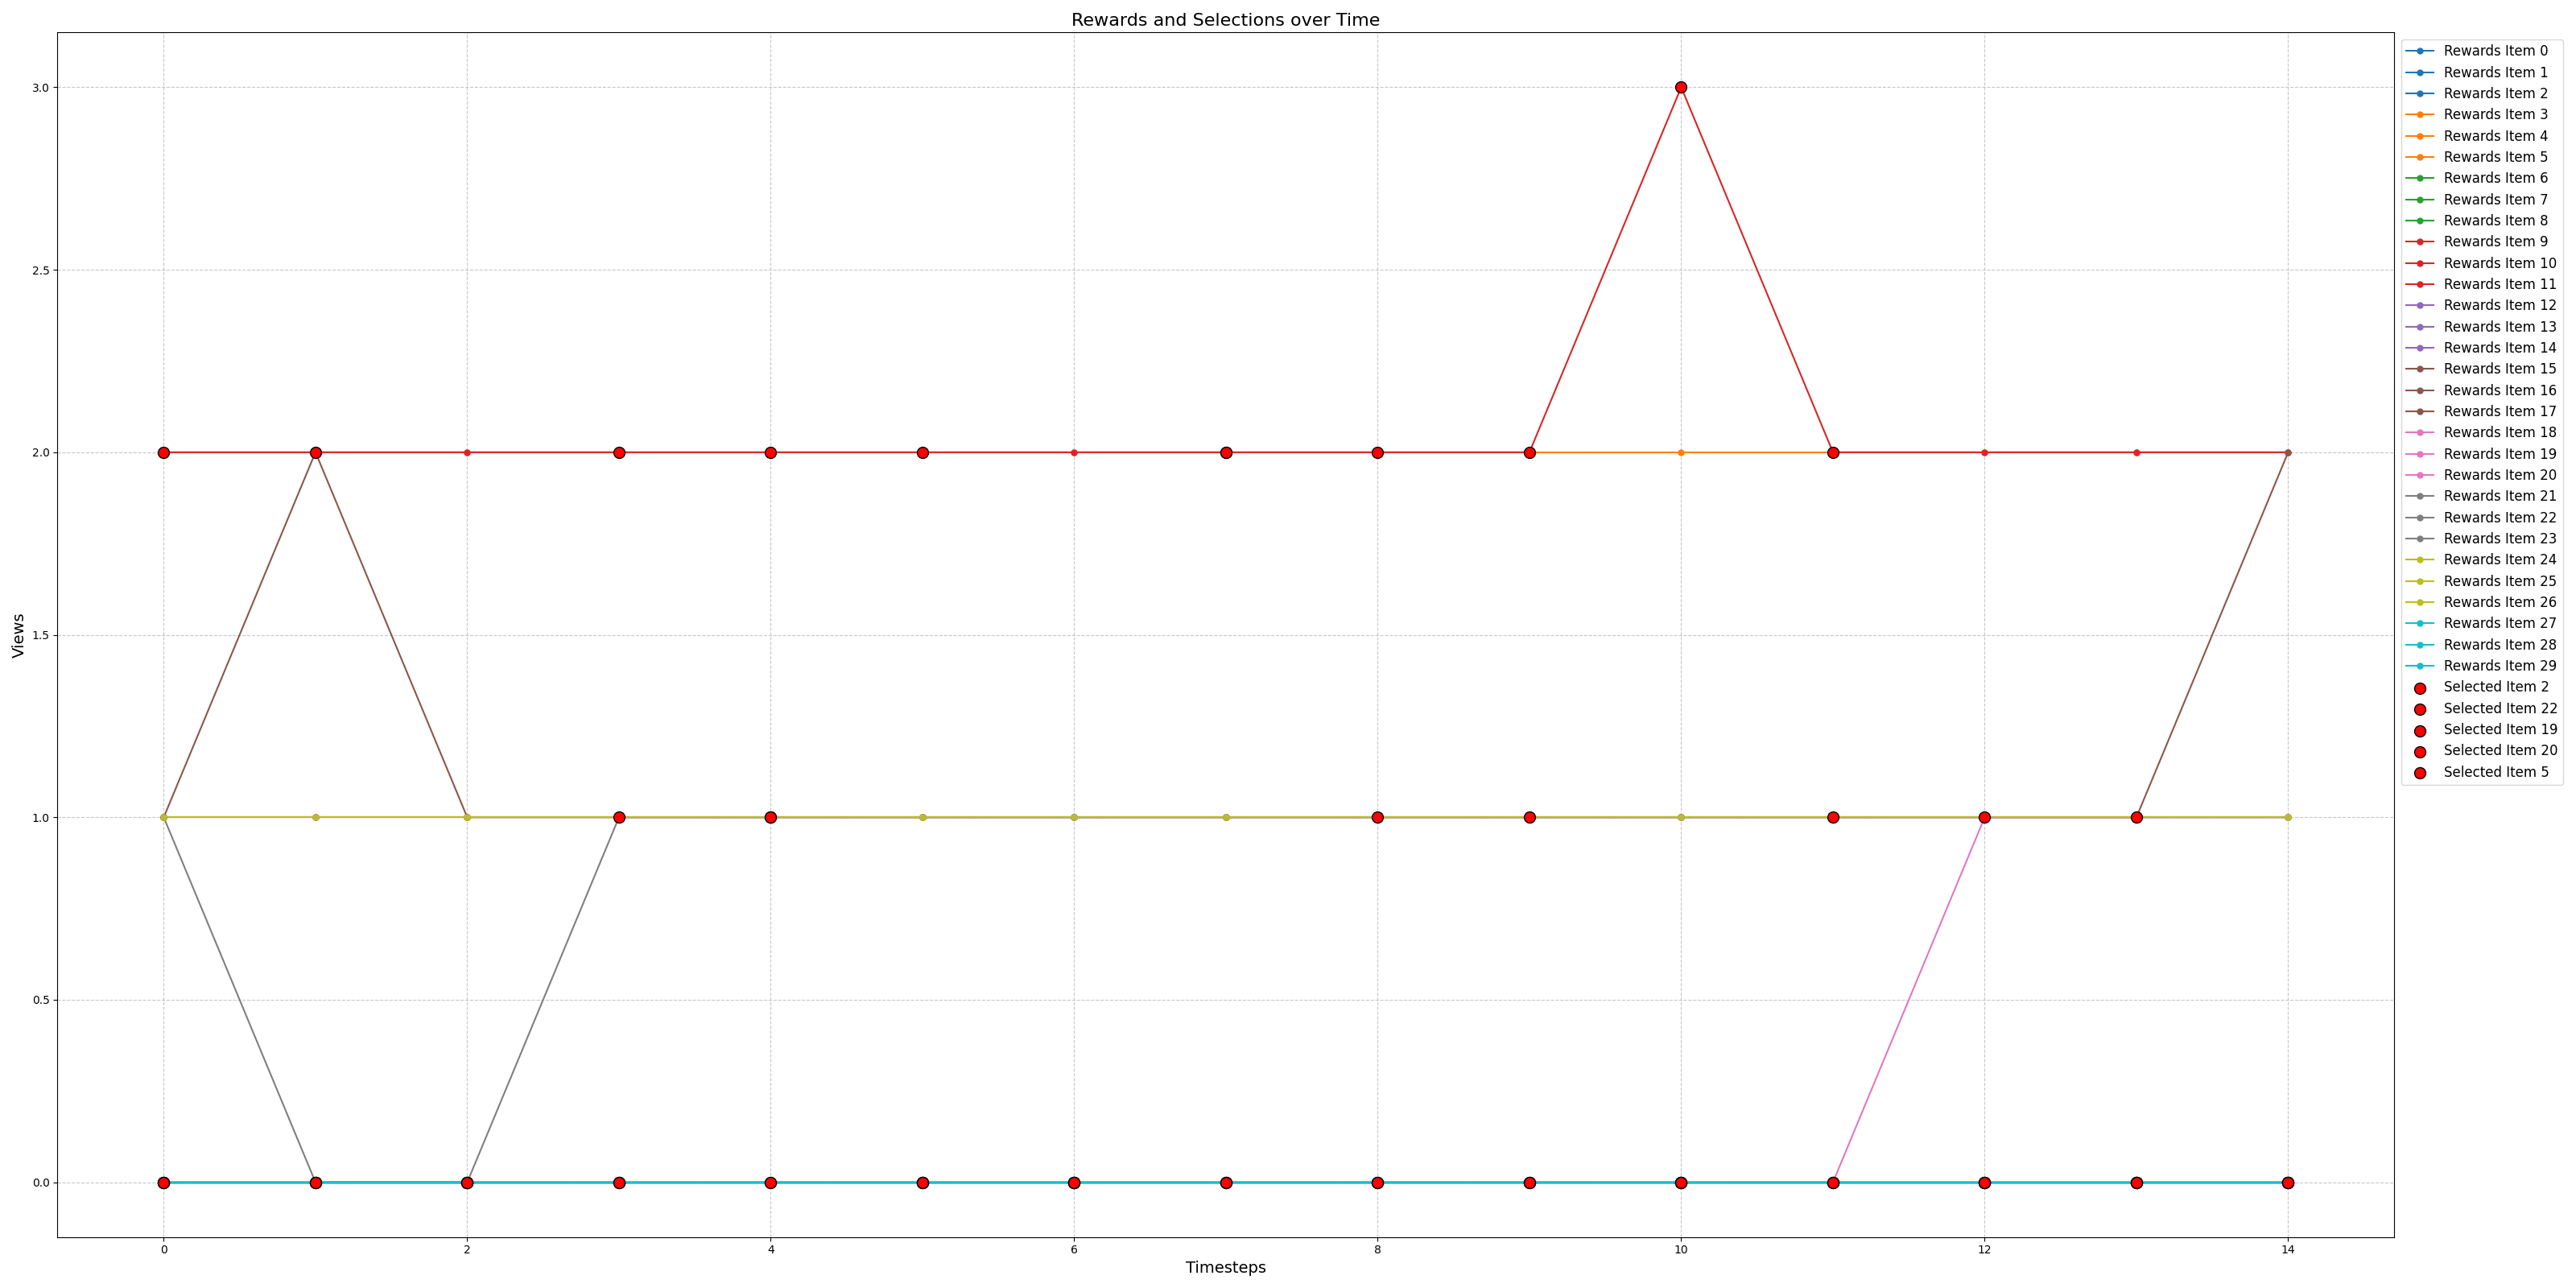 Rewards and Selections over Time
Views
3.0
2.5
2.0
1.5
1.0
0.5
0.0
0 2 4 6 8 10 12 14
Timesteps
Rewards Item 0
Rewards Item 1
Rewards Item 2
Rewards Item 3
Rewards Item 4
Rewards Item 5
Rewards Item 6
Rewards Item 7
Rewards Item 8
Rewards Item 9
Rewards Item 10
Rewards Item 11
Rewards Item 12
Rewards Item 13
Rewards Item 14
Rewards Item 15
Rewards Item 16
Rewards Item 17
Rewards Item 18
Rewards Item 19
Rewards Item 20
Rewards Item 21
Rewards Item 22
Rewards Item 23
Rewards Item 24
Rewards Item 25
Rewards Item 26
Rewards Item 27
Rewards Item 28
Rewards Item 29
Selected Item 2
Selected Item 22
Selected Item 19
Selected Item 20
Selected Item 5